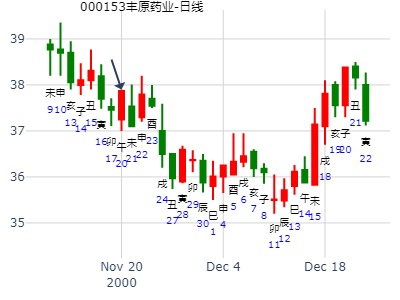 000153丰原药业-日线
39
38
37
36
35
未
9
申
10
亥
13
子
14
丑
15
寅
16
卯
17
午
20
未
21
申
22
酉
23
戌
24
丑
27
寅
28
卯
29
辰
30
巳
1
申
4
酉
5
戌
6
亥
7
子
8
卯
11
辰
12
巳
13
午
14
未
15
戌
18
亥
19
子
20
丑
21
寅
22
Nov 20
2000
Dec 4
Dec 18